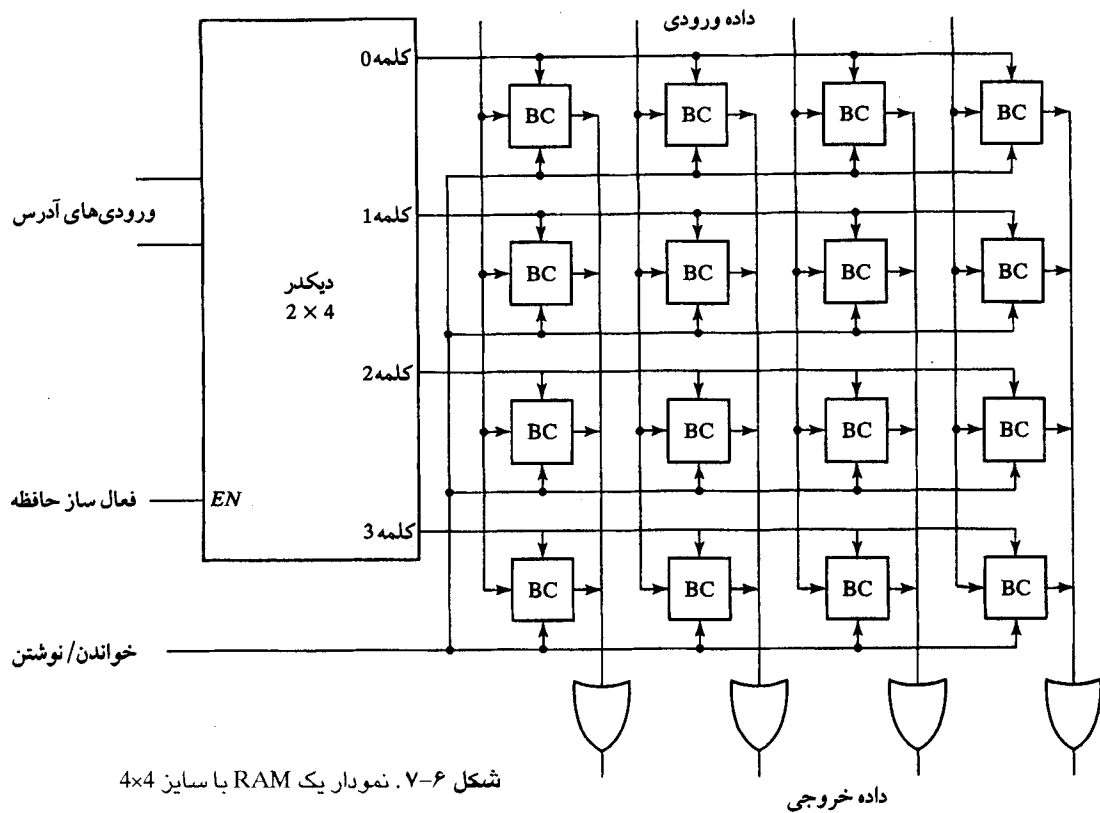 داده ورودی
کلمه 0
BC BC BC BC
ورودی‌های آدرس
کلمه 1
دیکدر
2 × 4
BC BC BC BC
کلمه 2
BC BC BC BC
فعال ساز حافظه
EN
کلمه 3
BC BC BC BC
خواندن/نوشتن
شکل ۶–۷. نمودار یک RAM با سایز 4×4
داده خروجی